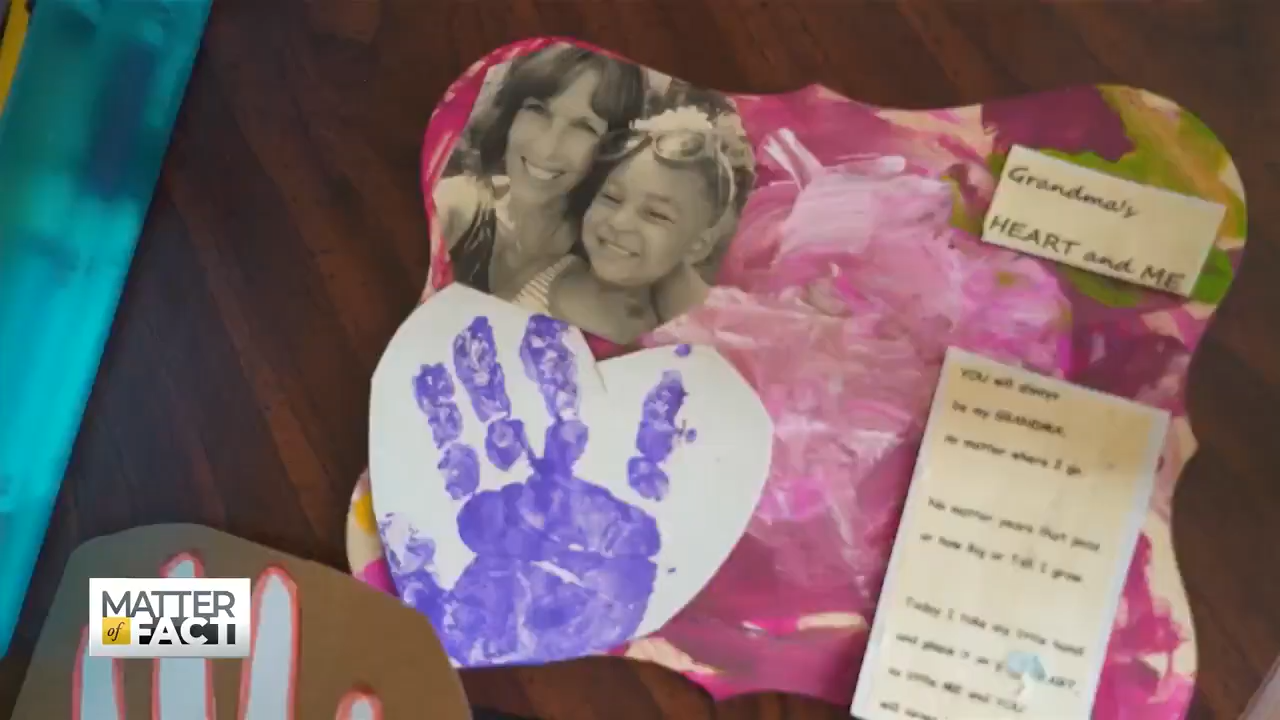 Grandma's
HEART and ME
YOU will always
be my GRANDMA,
no matter where I go.
No matter years that pass
or how Big or Tall I grow.
Today I take my little hand
and place it on
so little ME and YOU
will
MATTER
of FACT